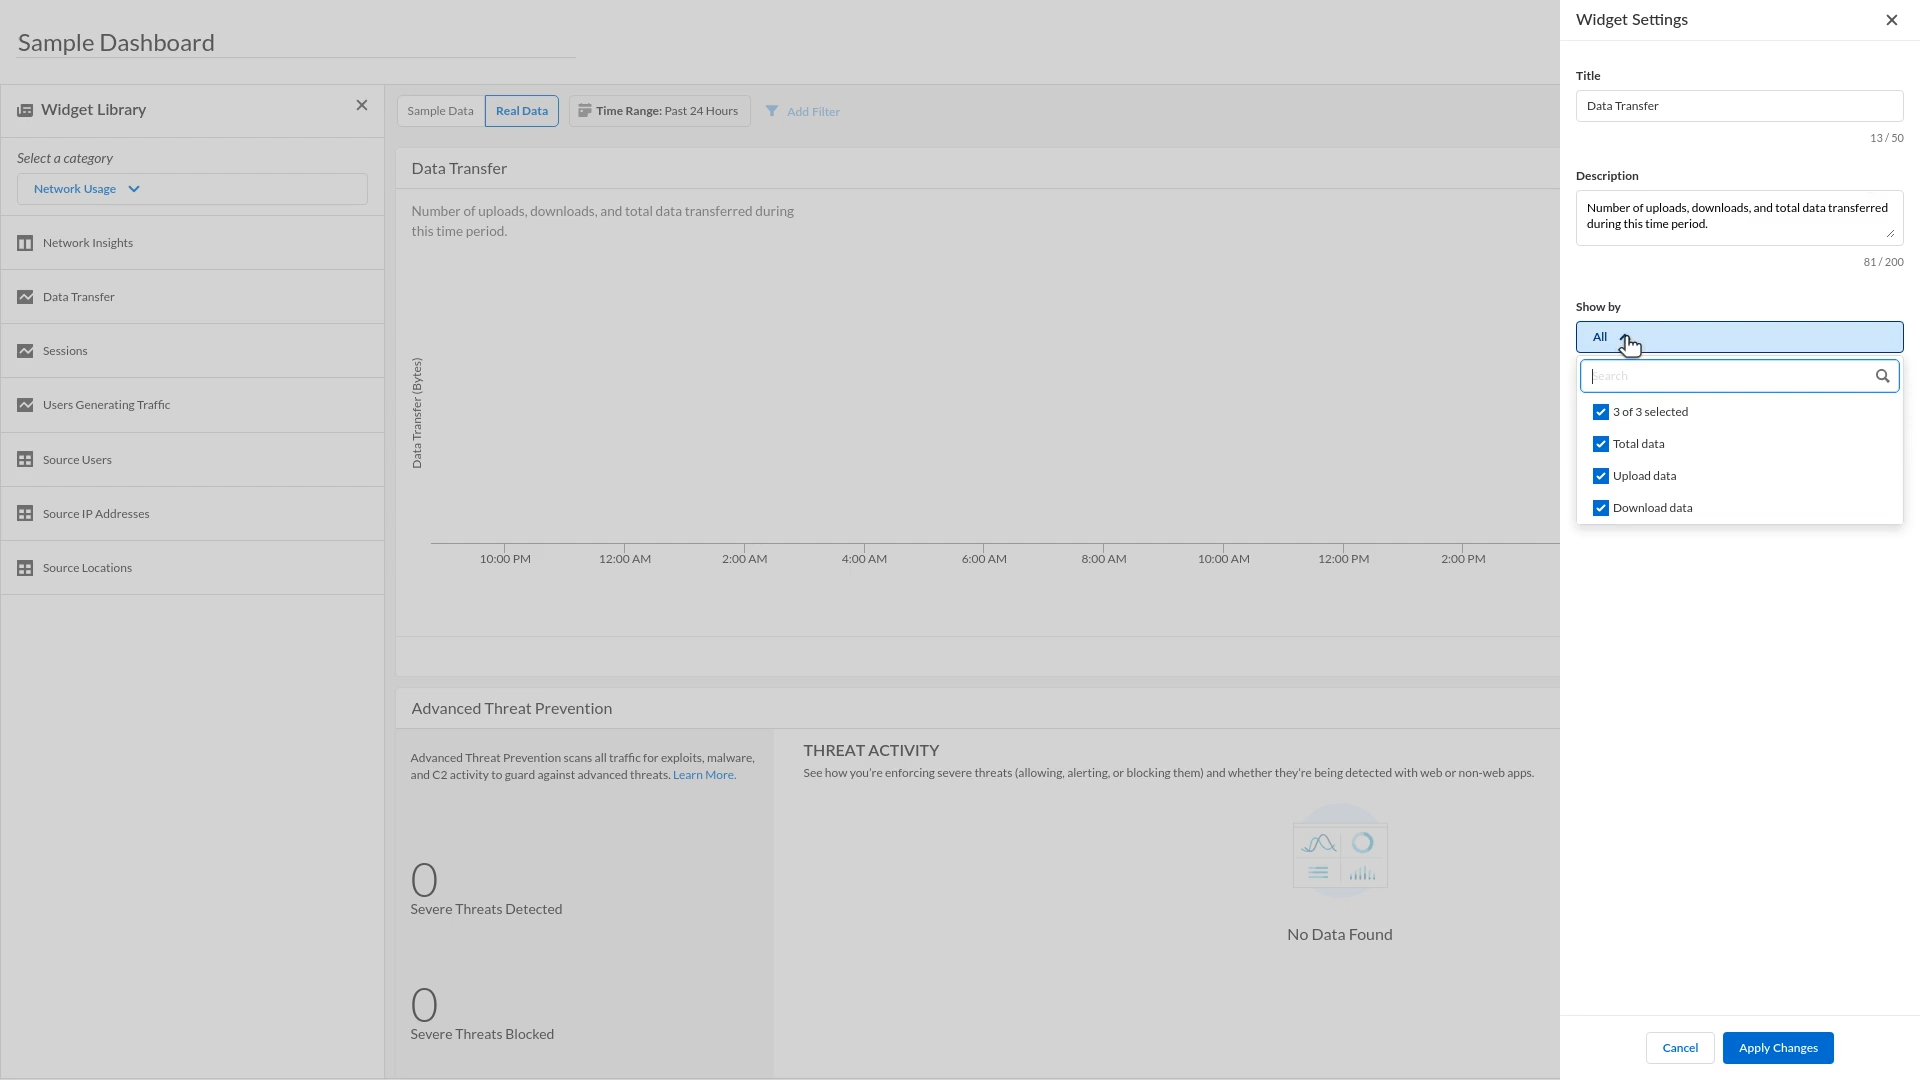 Sample Dashboard
Widget Library
Select a category
Network Usage
Network Insights
Data Transfer
Sessions
Users Generating Traffic
Source Users
Source IP Addresses
Source Locations
Sample Data
Real Data
Time Range: Past 24 Hours
Add Filter
Data Transfer
Number of uploads, downloads, and total data transferred during
this time period.
Data Transfer (Bytes)
10:00 PM
12:00 AM
2:00 AM
4:00 AM
6:00 AM
8:00 AM
10:00 AM
12:00 PM
2:00 PM
Advanced Threat Prevention
Advanced Threat Prevention scans all traffic for exploits, malware,
and C2 activity to guard against advanced threats. Learn More.
0
Severe Threats Detected
0
Severe Threats Blocked
THREAT ACTIVITY
See how you're enforcing severe threats (allowing, alerting, or blocking them) and whether they're being detected with web or non-web apps.
No Data Found
Widget Settings
Title
Data Transfer
13 / 50
Description
Number of uploads, downloads, and total data transferred
during this time period.
81 / 200
Show by
All
Search
3 of 3 selected
Total data
Upload data
Download data
Cancel
Apply Changes